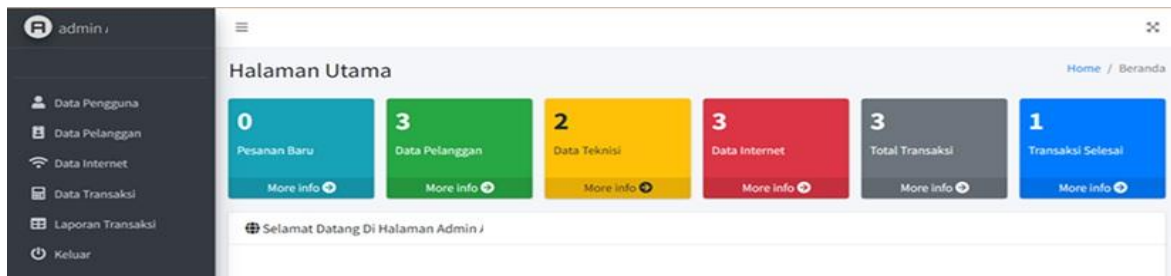 admin
Data Pengguna
Data Pelanggan
Data Internet
Data Transaksi
Laporan Transaksi
Keluar
Halaman Utama
Home / Beranda
0
Pesanan Baru
More info
3
Data Pelanggan
More info
2
Data Teknisi
More info
3
Data Internet
More info
3
Total Transaksi
More info
1
Transaksi Selesai
More info
Selamat Datang Di Halaman Admin